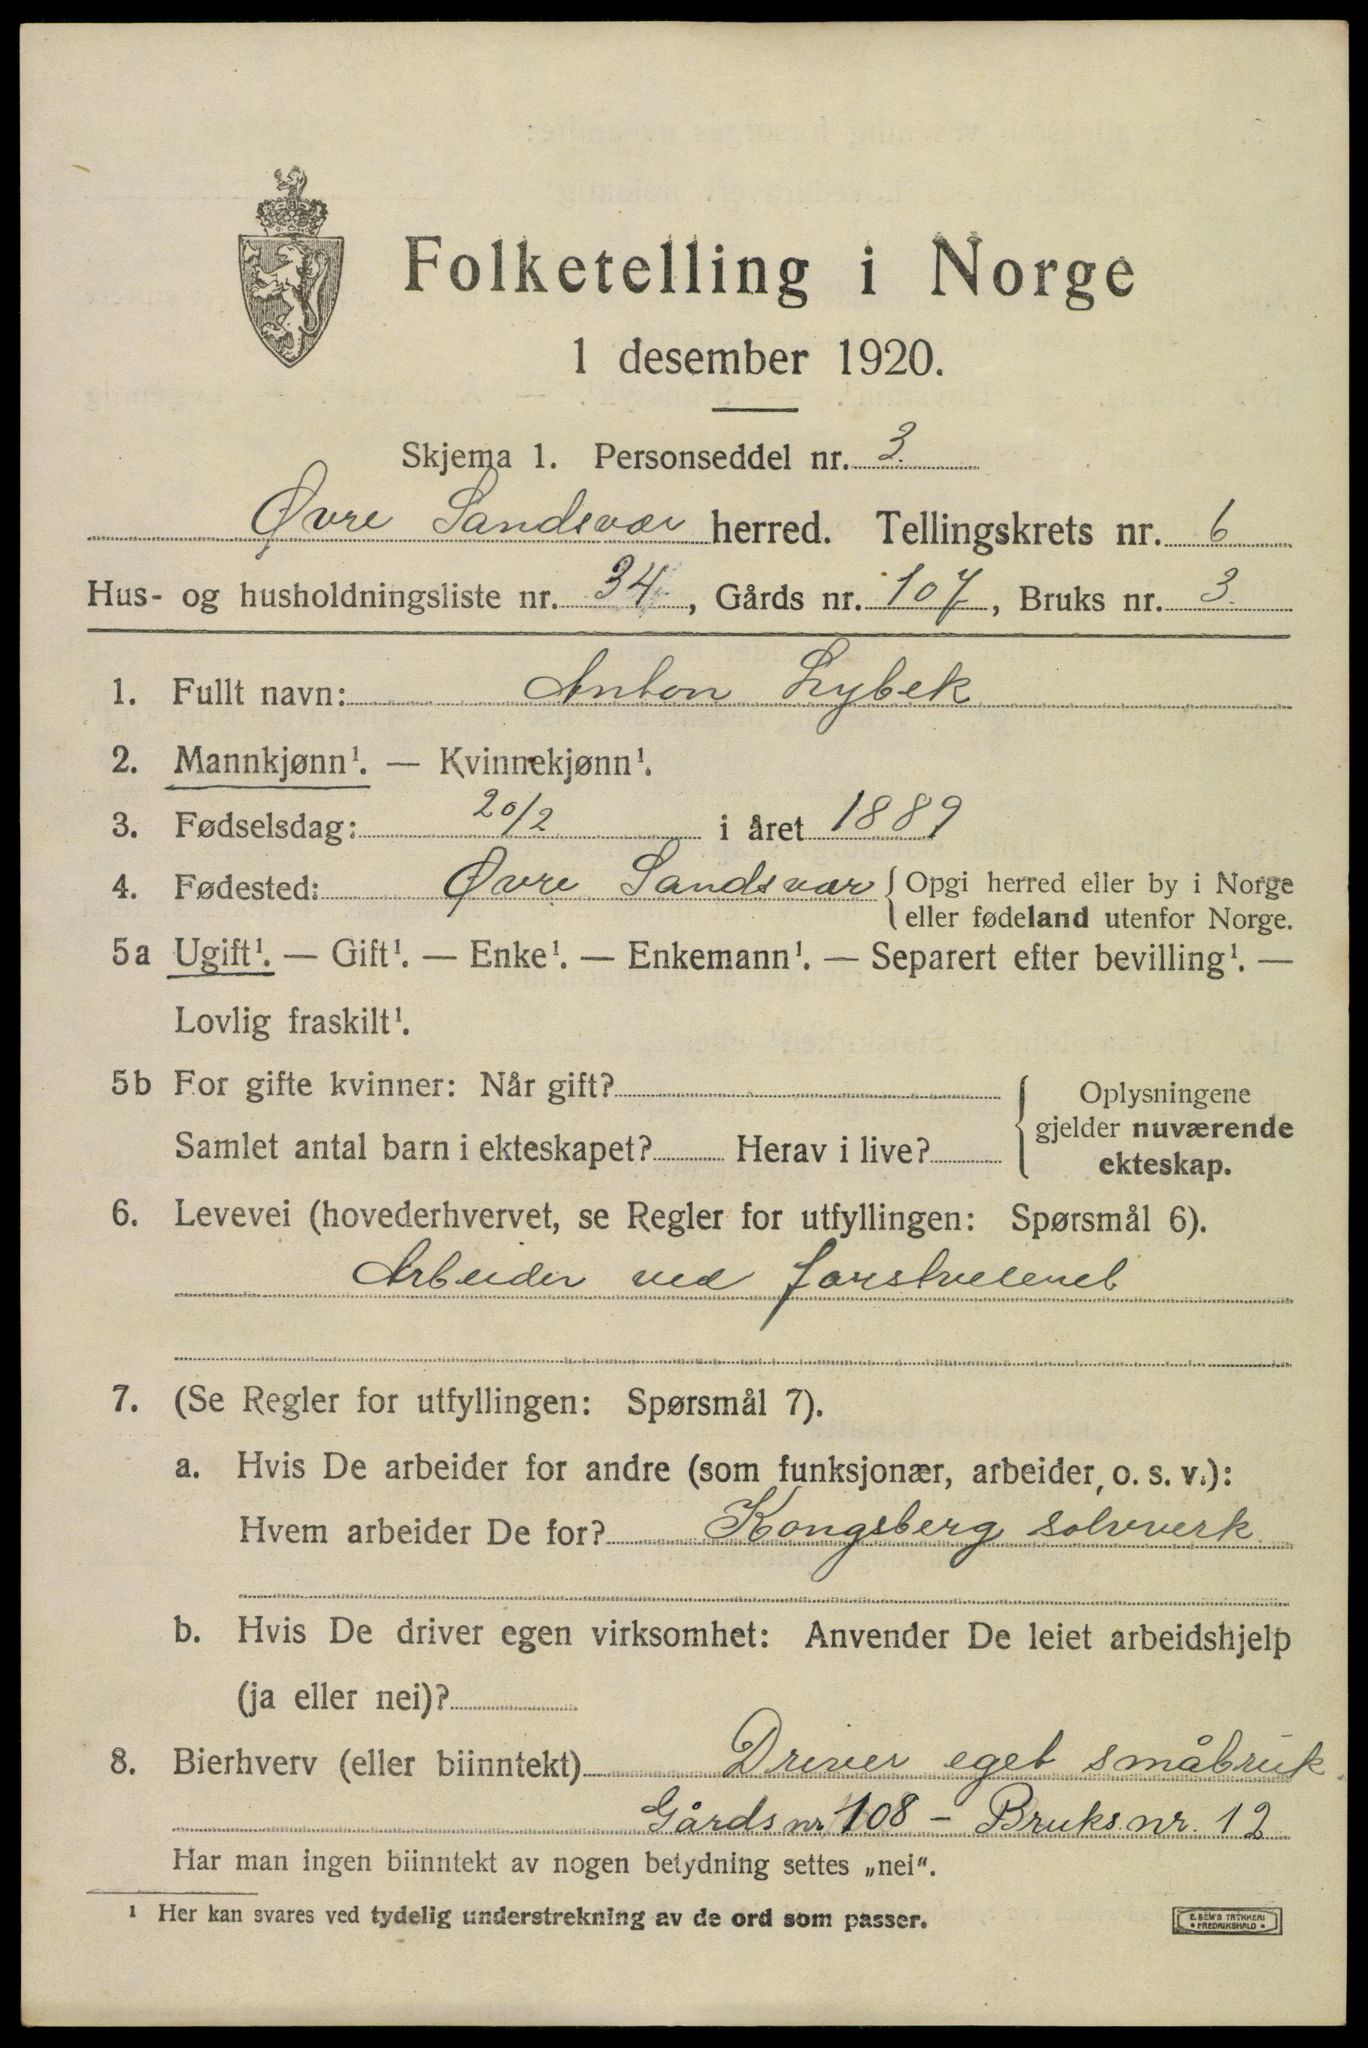 Folketelling i Norge
1 desember 1920.
Skjema 1. Personseddel nr. 3.
Øvre Sandsvær herred. Tellingskrets nr. 6
Hus- og husholdningsliste nr. 34, Gårds nr. 107, Bruks nr. 3.
1. Fullt navn: Anton Lybek
2. Mannkjønn¹. — Kvinnekjønn¹.
3. Fødselsdag: 20/2 i året 1889
4. Fødested: Øvre Sandsvær { Opgi herred eller by i Norge
eller fødeland utenfor Norge.
5a Ugift¹. — Gift¹. — Enke¹. — Enkemann¹. — Separert efter bevilling¹. —
Lovlig fraskilt¹.
5b For gifte kvinner: Når gift?
Samlet antal barn i ekteskapet? Herav i live?
Oplysningene
gjelder nuværende
ekteskap.
6. Levevei (hovederhvervet, se Regler for utfyllingen: Spørsmål 6).
Arbeider ved forstvesenet
7. (Se Regler for utfyllingen: Spørsmål 7).
a. Hvis De arbeider for andre (som funksjonær, arbeider, o. s. v.):
Hvem arbeider De for? Kongsberg solvverk
b. Hvis De driver egen virksomhet: Anvender De leiet arbeidshjelp
(ja eller nei)?
8. Bierhverv (eller biinntekt) Driver eget småbruk
Gårds nr 108 – Bruks. nr. 12
Har man ingen biinntekt av nogen betydning settes „nei“.
¹ Her kan svares ved tydelig understrekning av de ord som passer.
E. SEM'S TRYKKERI
• FREDRIKSHALD •